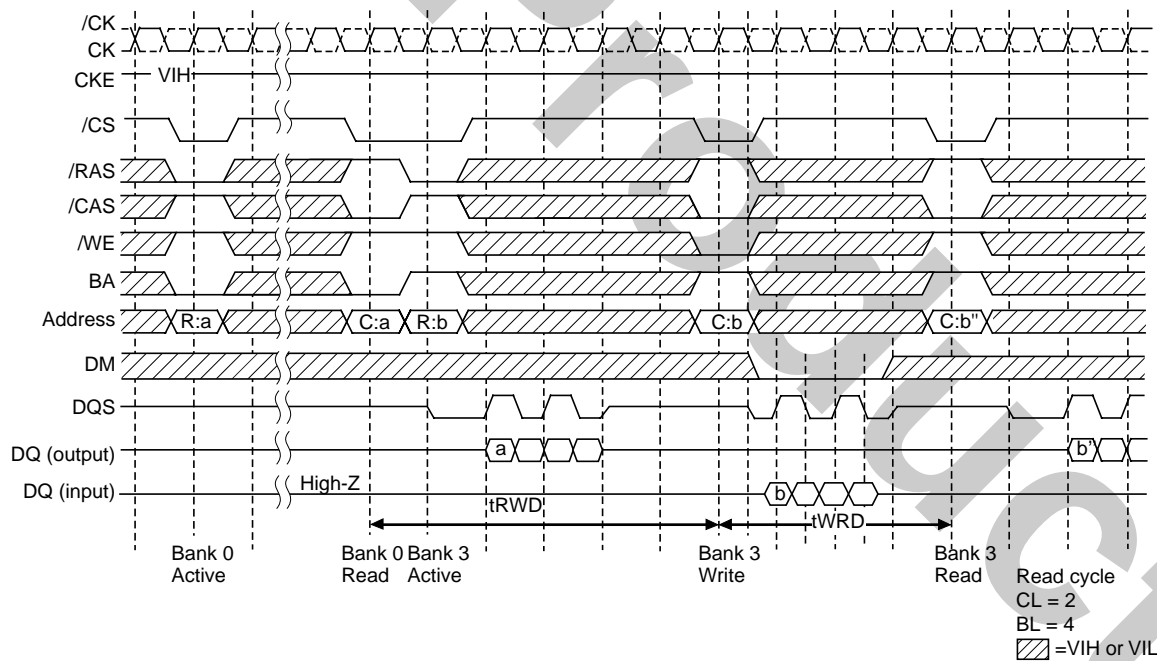 /CK
CK
CKE
VIH
/CS
/RAS
/CAS
/WE
BA
Address
R:a
C:a
R:b
C:b
C:b"
DM
DQS
DQ (output)
a
b'
DQ (input)
High-Z
b
tRWD
tWRD
Bank 0
Active
Bank 0
Read
Bank 3
Active
Bank 3
Write
Bank 3
Read
Read cycle
CL = 2
BL = 4
=VIH or VIL
roduc